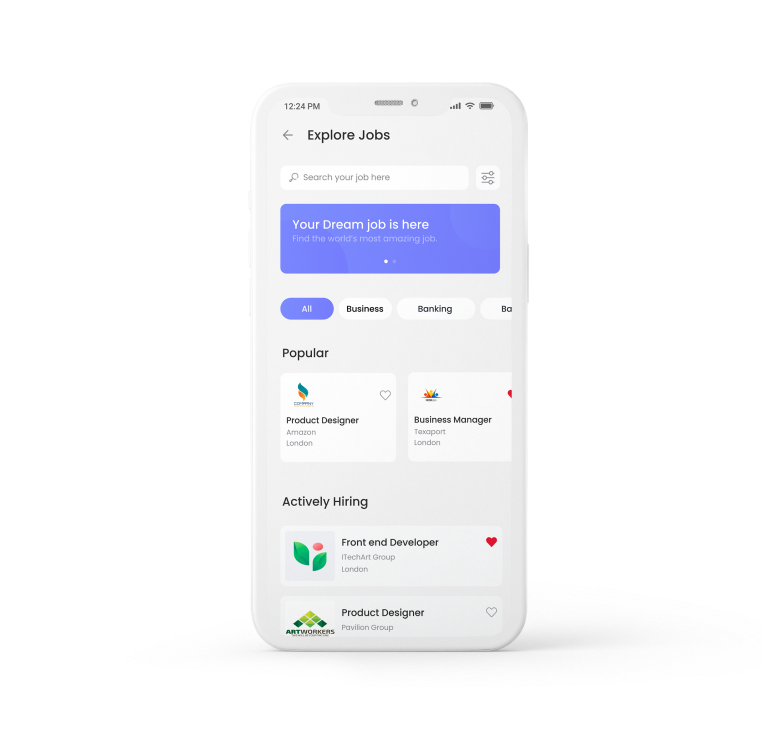 12:24 PM
Explore Jobs
Search your job here
Your Dream job is here
Find the world's most amazing job.
All
Business
Banking
Ba
Popular
COMPANY
Product Designer
Amazon
London
Business Manager
Texaport
London
Actively Hiring
Front end Developer
ITechArt Group
London
ARTWORKERS
Product Designer
Pavilian Group